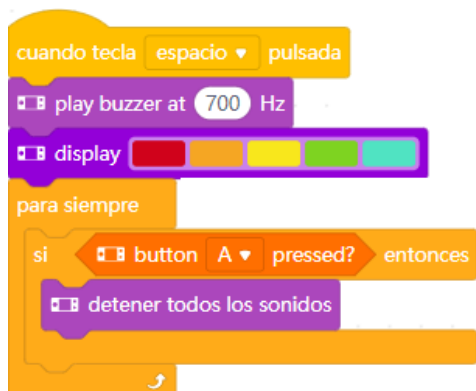 cuando tecla espacio pulsada
play buzzer at 700 Hz
display
para siempre
si button A pressed? entonces
detener todos los sonidos